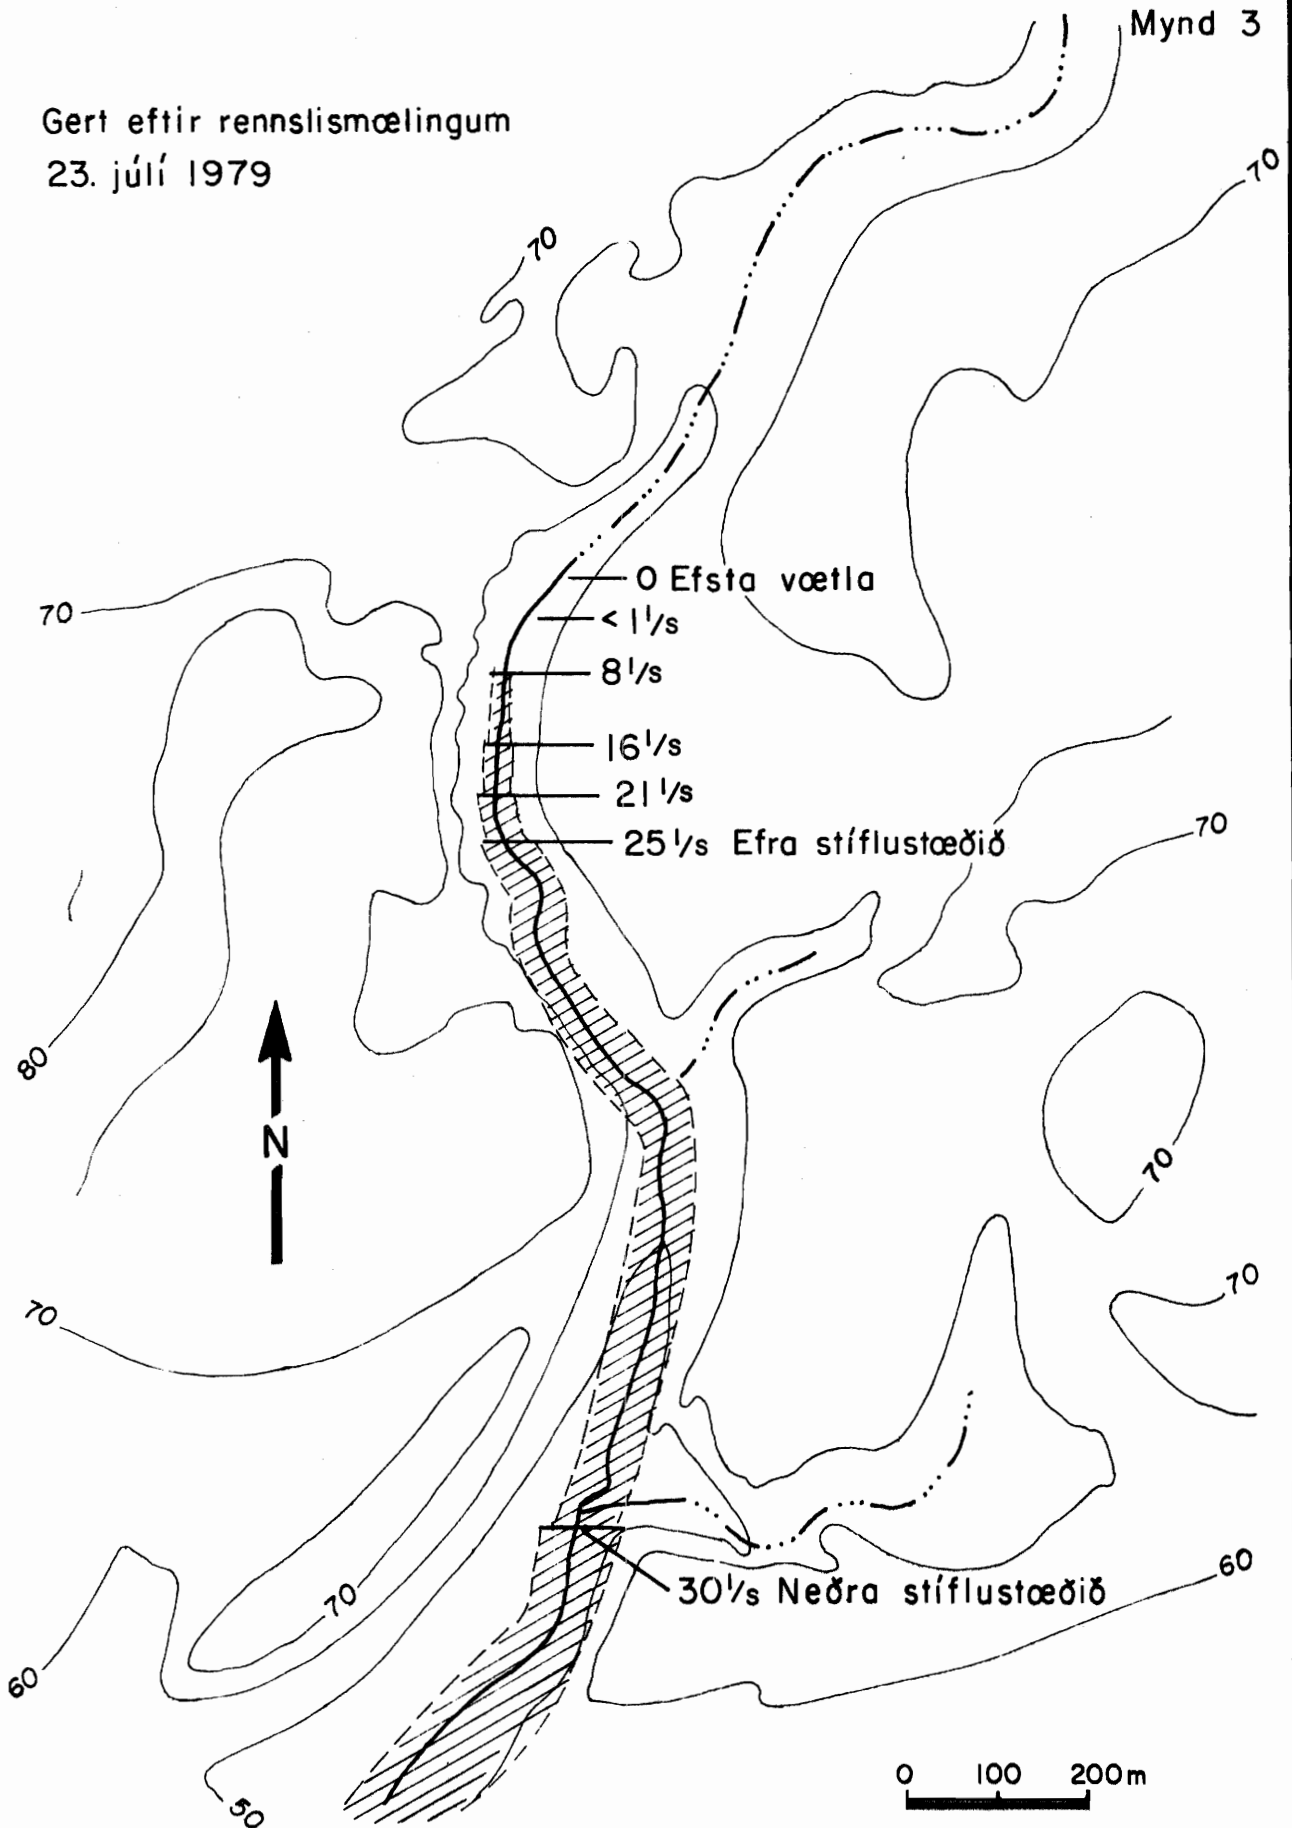 Mynd 3
Gert eftir rennslismælingum
23. júlí 1979
70
70
0 Efsta vætla
70
< 1 l/s
8 l/s
16 l/s
21 l/s
70
25 l/s Efra stíflustæðið
80
N
70
70
70
60
30 l/s Neðra stíflustæðið
70
60
0 100 200 m
50